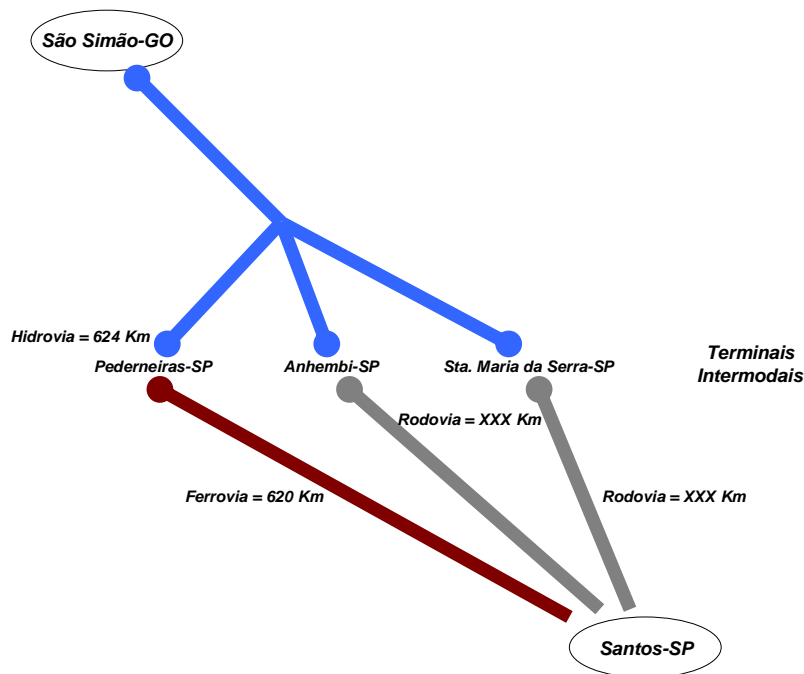 São Simão-GO
Hidrovia = 624 Km
Pederneiras-SP
Anhembi-SP
Sta. Maria da Serra-SP
Terminais
Intermodais
Rodovia = XXX Km
Ferrovia = 620 Km
Rodovia = XXX Km
Santos-SP